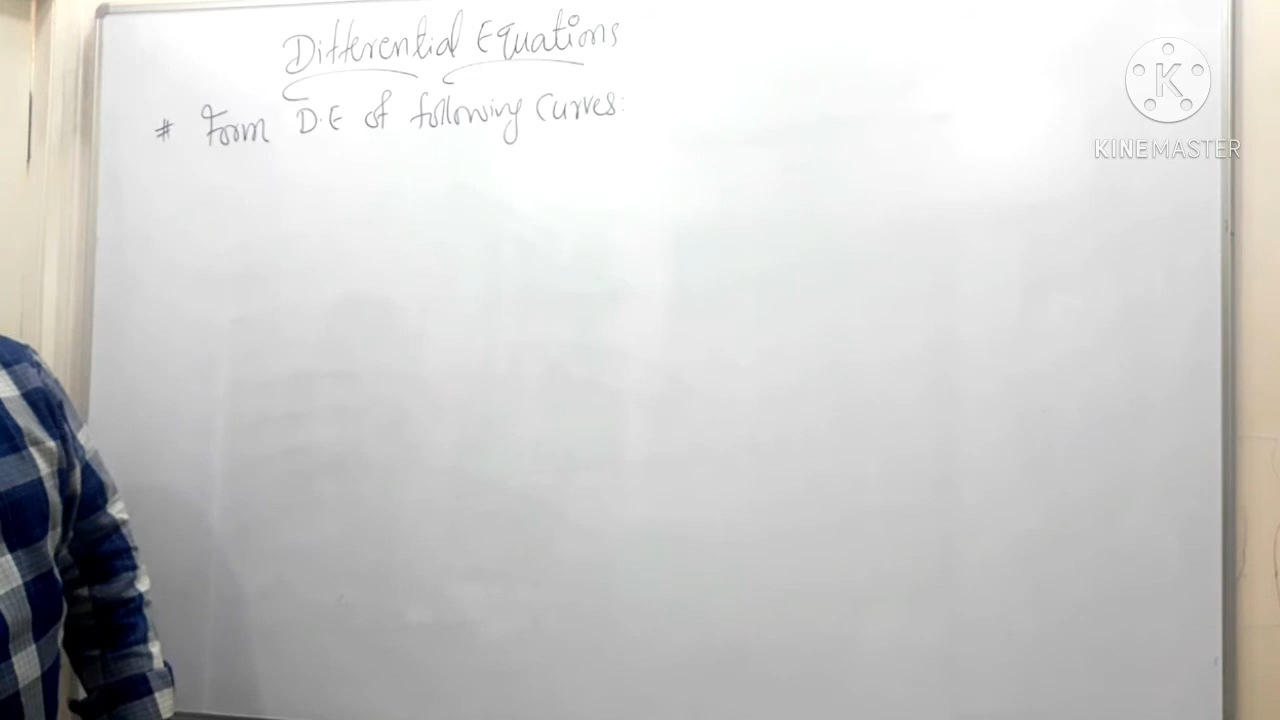 Differential Equations
# Form D.E of following Curves:
K
KINEMASTER